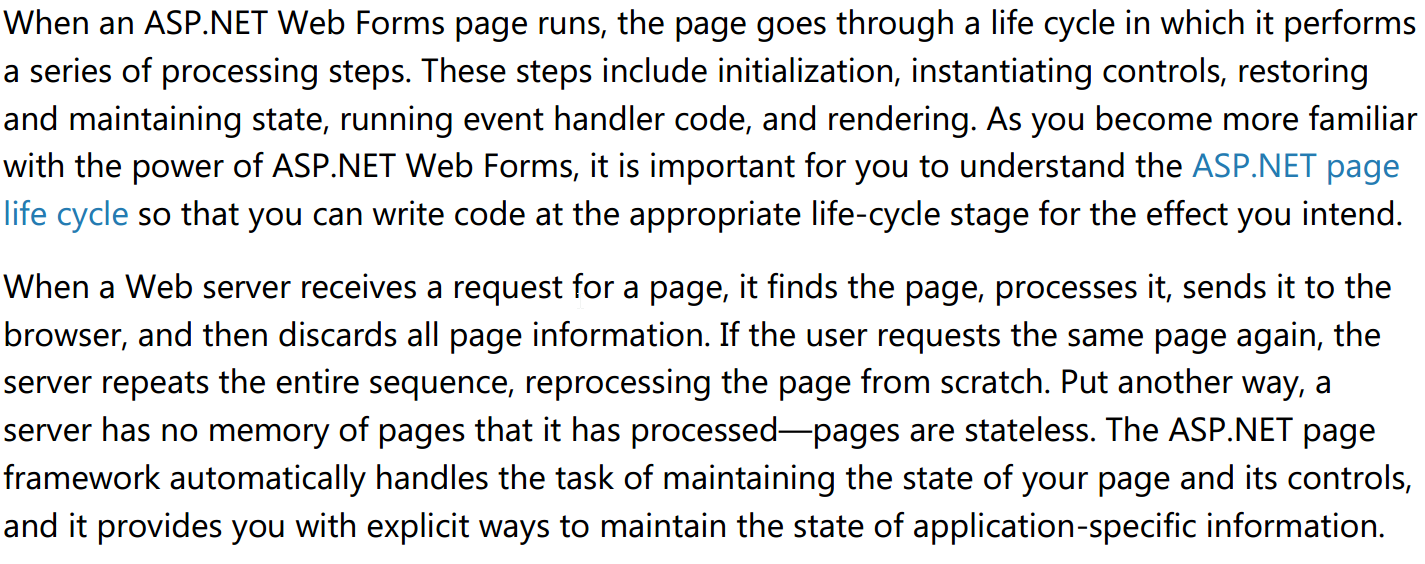 When an ASP.NET Web Forms page runs, the page goes through a life cycle in which it performs
a series of processing steps. These steps include initialization, instantiating controls, restoring
and maintaining state, running event handler code, and rendering. As you become more familiar
with the power of ASP.NET Web Forms, it is important for you to understand the ASP.NET page
life cycle so that you can write code at the appropriate life-cycle stage for the effect you intend.
When a Web server receives a request for a page, it finds the page, processes it, sends it to the
browser, and then discards all page information. If the user requests the same page again, the
server repeats the entire sequence, reprocessing the page from scratch. Put another way, a
server has no memory of pages that it has processed—pages are stateless. The ASP.NET page
framework automatically handles the task of maintaining the state of your page and its controls,
and it provides you with explicit ways to maintain the state of application-specific information.